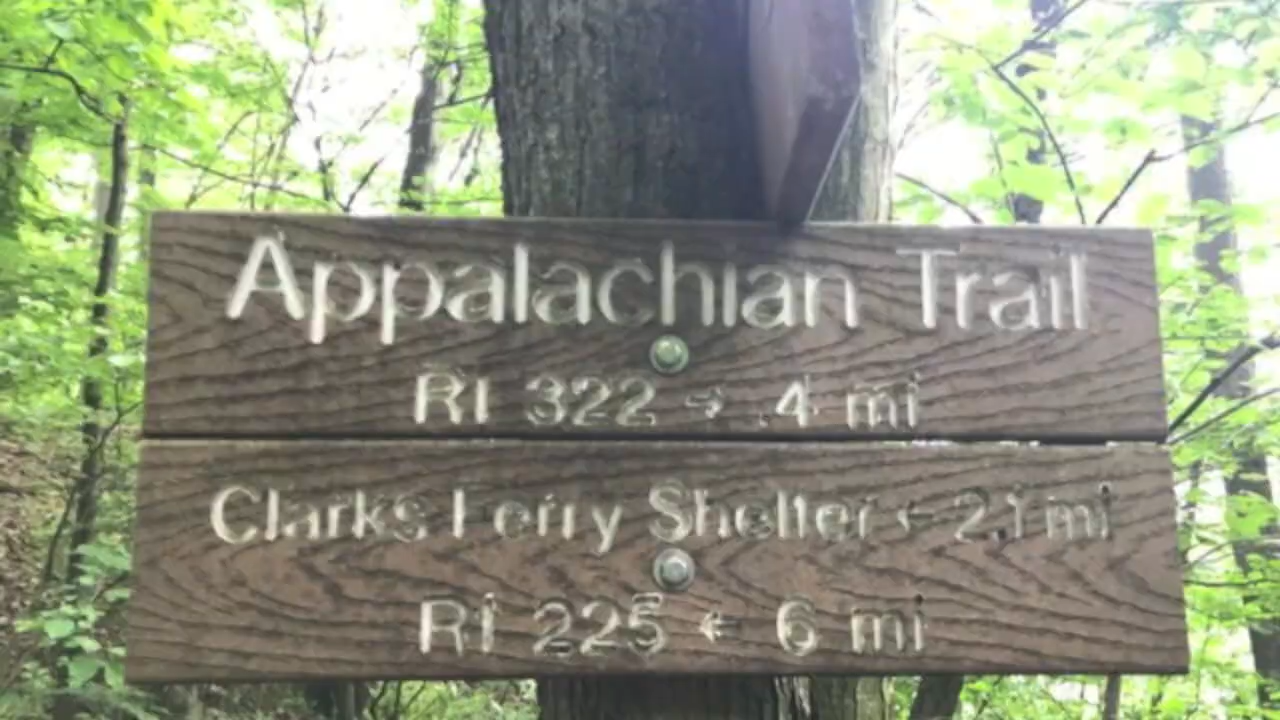 Appalachian Trail
Rt 322 → .4 mi
Clarks Ferry Shelter ← 2.1 mi
Rt 225 ← 6 mi